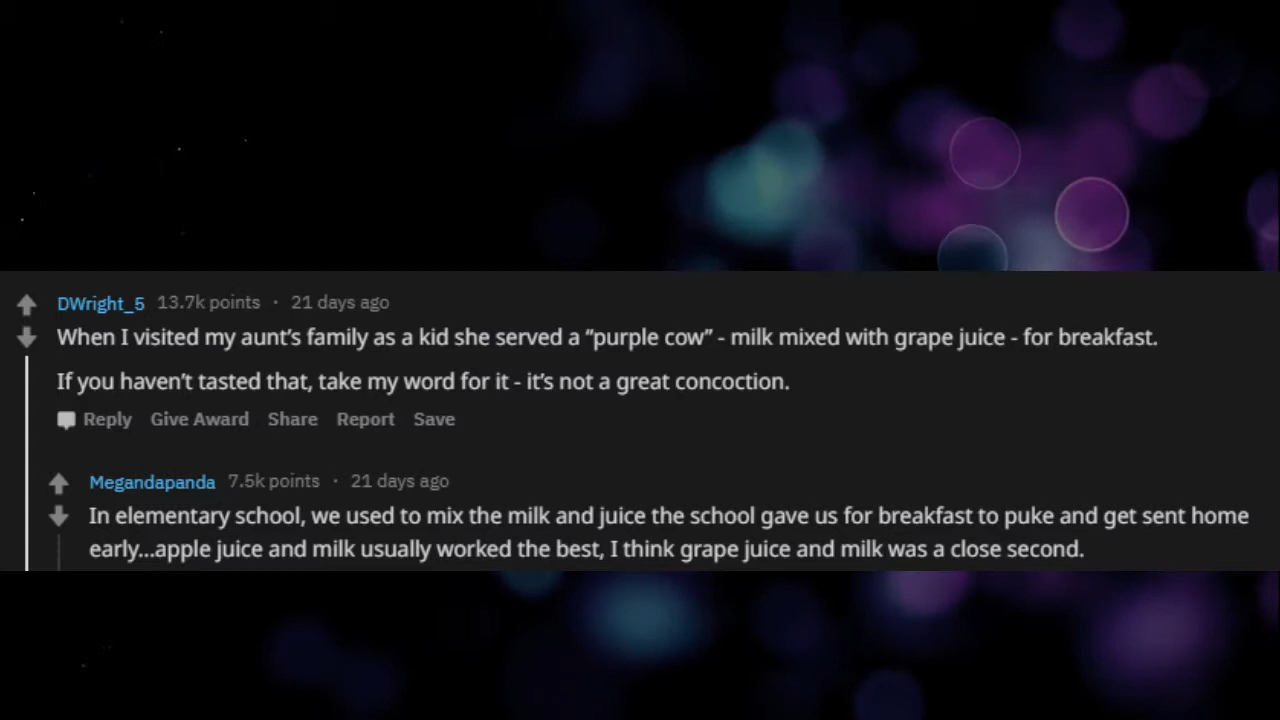 DWright_5 13.7k points · 21 days ago
When I visited my aunt’s family as a kid she served a “purple cow” - milk mixed with grape juice - for breakfast.
If you haven’t tasted that, take my word for it - it’s not a great concoction.
Reply Give Award Share Report Save
Megandapanda 7.5k points · 21 days ago
In elementary school, we used to mix the milk and juice the school gave us for breakfast to puke and get sent home
early...apple juice and milk usually worked the best, I think grape juice and milk was a close second.